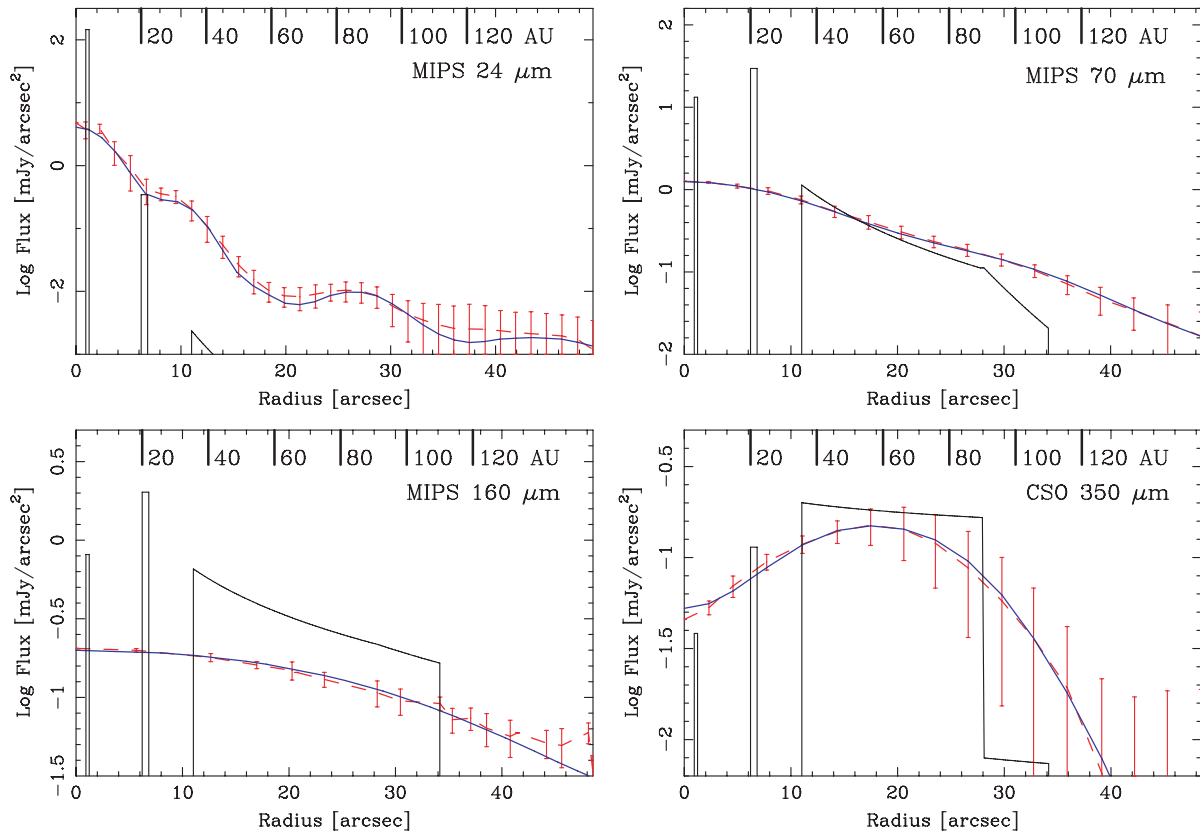 20 40 60 80 100 120 AU
MIPS 24 μm
2
0
−2
Log Flux [mJy/arcsec²]
0 10 20 30 40
Radius [arcsec]
20 40 60 80 100 120 AU
MIPS 70 μm
2
1
0
−1
−2
Log Flux [mJy/arcsec²]
0 10 20 30 40
Radius [arcsec]
20 40 60 80 100 120 AU
MIPS 160 μm
0.5
0
−0.5
−1
−1.5
Log Flux [mJy/arcsec²]
0 10 20 30 40
Radius [arcsec]
20 40 60 80 100 120 AU
CSO 350 μm
−0.5
−1
−1.5
−2
Log Flux [mJy/arcsec²]
0 10 20 30 40
Radius [arcsec]